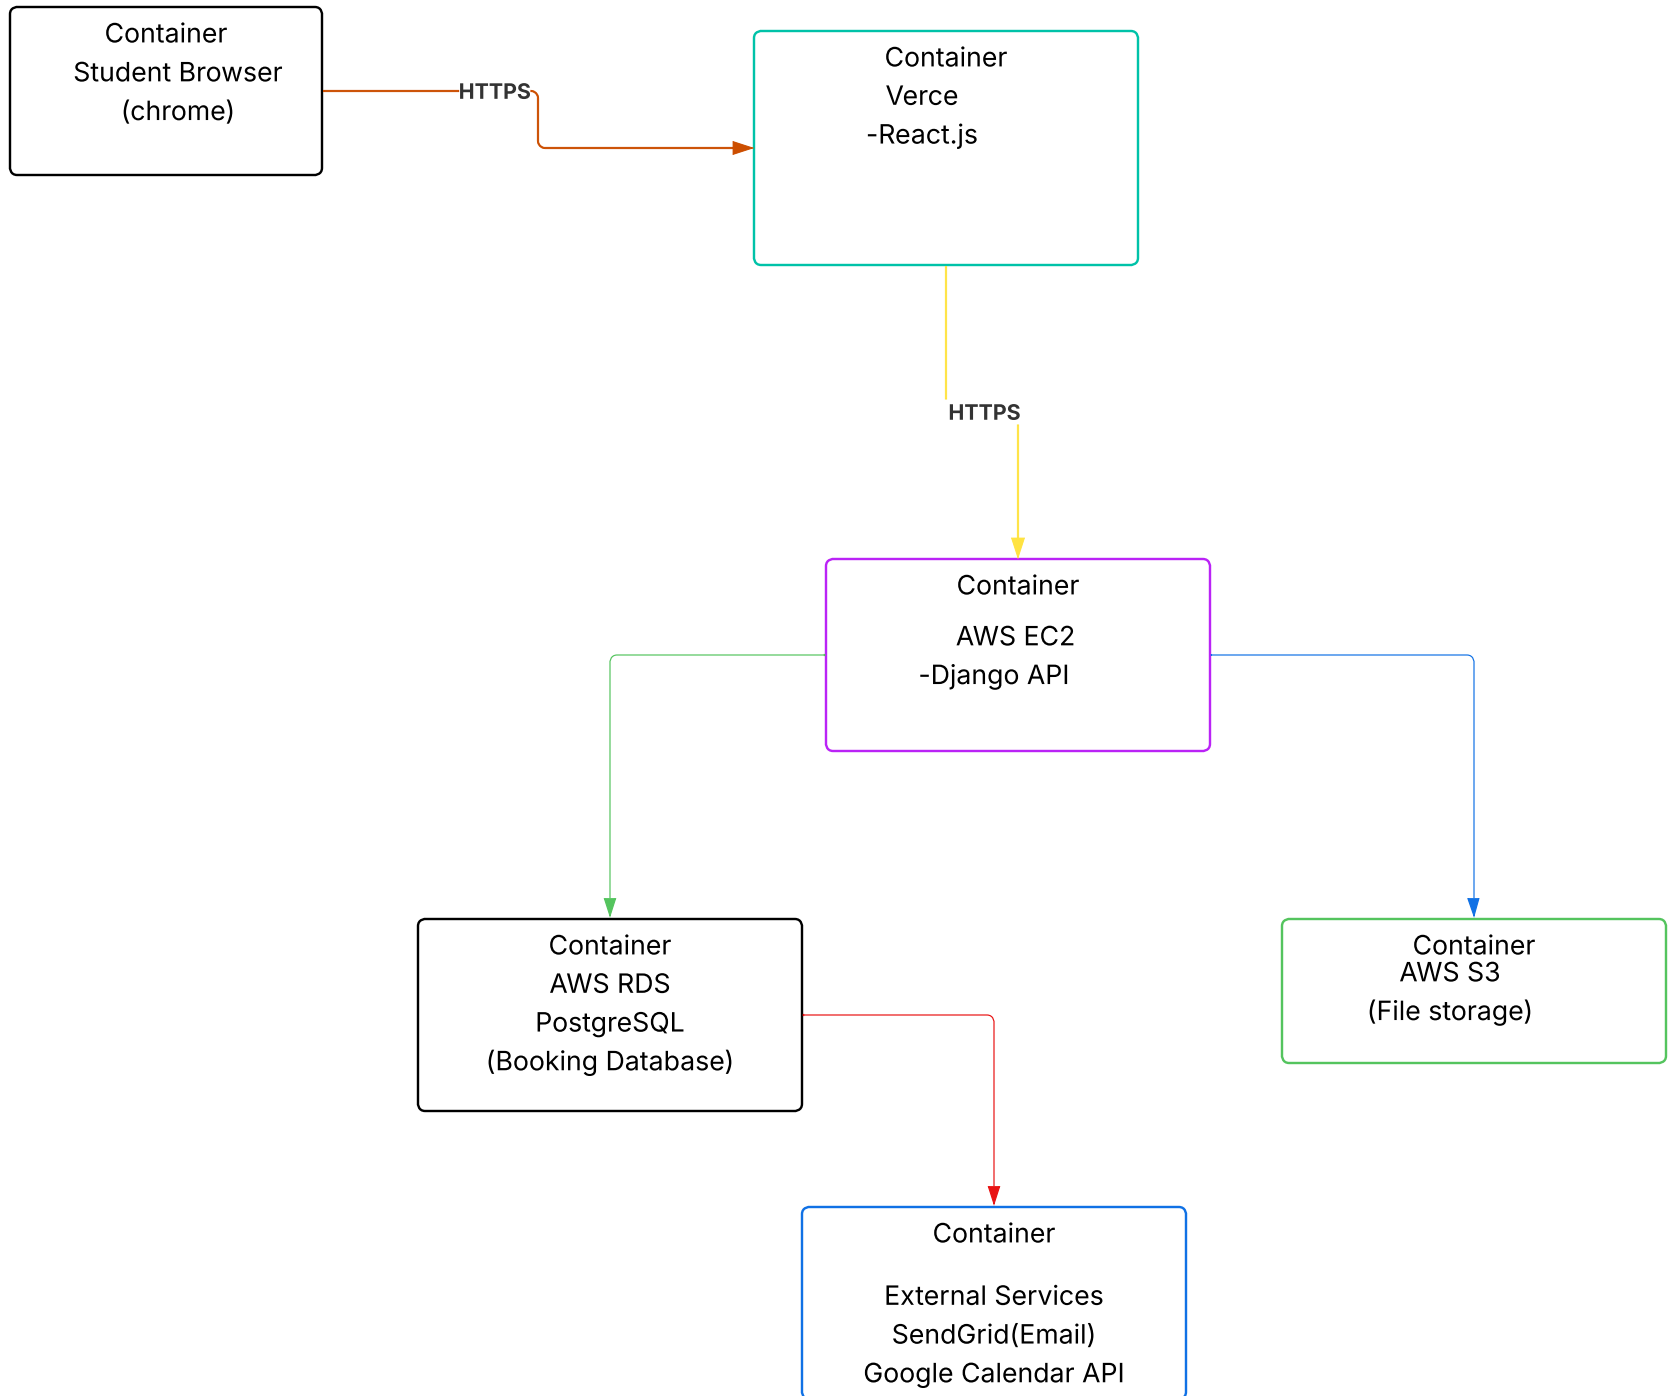 Container
Student Browser
(chrome)
HTTPS
Container
Verce
-React.js
HTTPS
Container
AWS EC2
-Django API
Container
AWS RDS
PostgreSQL
(Booking Database)
Container
AWS S3
(File storage)
Container
External Services
SendGrid(Email)
Google Calendar API